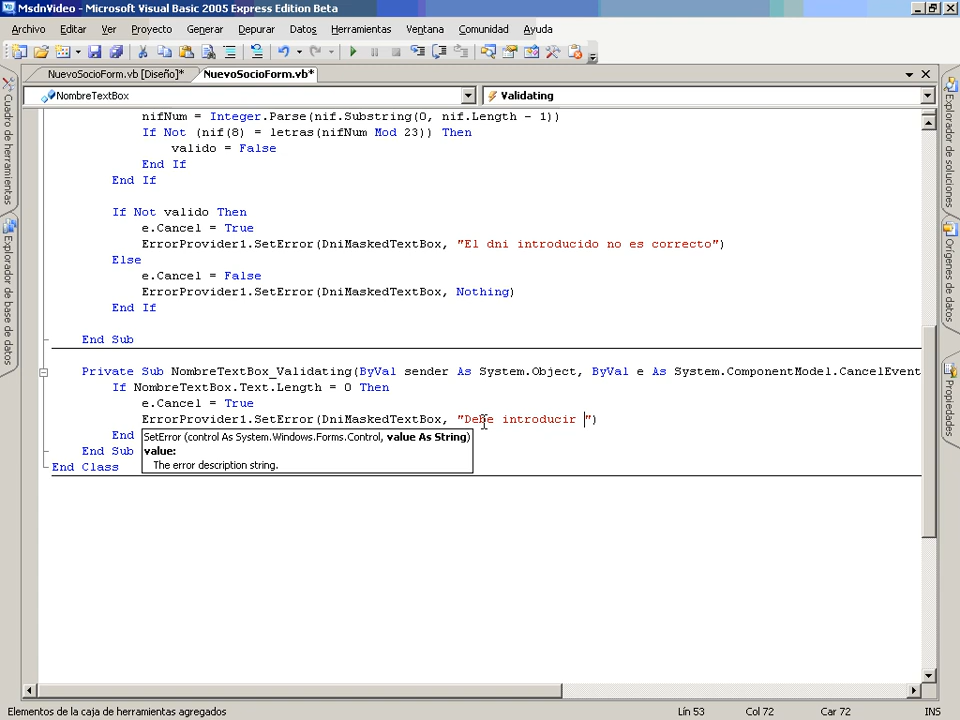 MsdnVideo - Microsoft Visual Basic 2005 Express Edition Beta
Archivo Editar Ver Proyecto Generar Depurar Datos Herramientas Ventana Comunidad Ayuda
NuevoSocioForm.vb [Diseño]* NuevoSocioForm.vb*
NombreTextBox Validating
nifNum = Integer.Parse(nif.Substring(0, nif.Length - 1))
If Not (nif(8) = letras(nifNum Mod 23)) Then
valido = False
End If
End If
If Not valido Then
e.Cancel = True
ErrorProvider1.SetError(DniMaskedTextBox, "El dni introducido no es correcto")
Else
e.Cancel = False
ErrorProvider1.SetError(DniMaskedTextBox, Nothing)
End If
End Sub
Private Sub NombreTextBox_Validating(ByVal sender As System.Object, ByVal e As System.ComponentModel.CancelEvent
If NombreTextBox.Text.Length = 0 Then
e.Cancel = True
ErrorProvider1.SetError(DniMaskedTextBox, "Debe introducir ")
End
SetError (control As System.Windows.Forms.Control, value As String)
End Sub
value:
The error description string.
End Class
Cuadro de herramientas
Explorador de base de datos
Explorador de soluciones
Orígenes de datos
Propiedades
Elementos de la caja de herramientas agregados Lín 53 Col 72 Car 72 INS